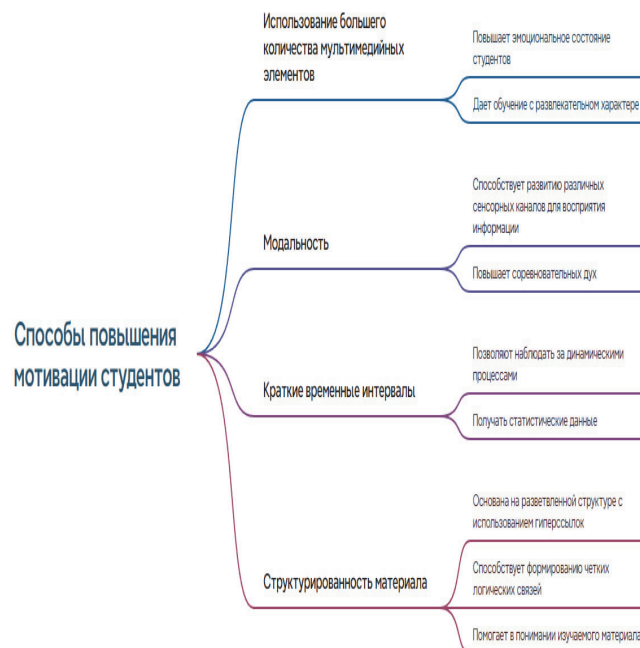 Способы повышения
мотивации студентов
Использование большего
количества мультимедийных
элементов
Повышает эмоциональное состояние
студентов
Дает обучение с развлекательном характере
Модальность
Способствует развитию различных
сенсорных каналов для восприятия
информации
Повышает соревновательных дух
Краткие временные интервалы
Позволяют наблюдать за динамическими
процессами
Получать статистические данные
Структурированность материала
Основана на разветвленной структуре с
использованием гиперссылок
Способствует формированию четких
логических связей
Помогает в понимании изучаемого материала